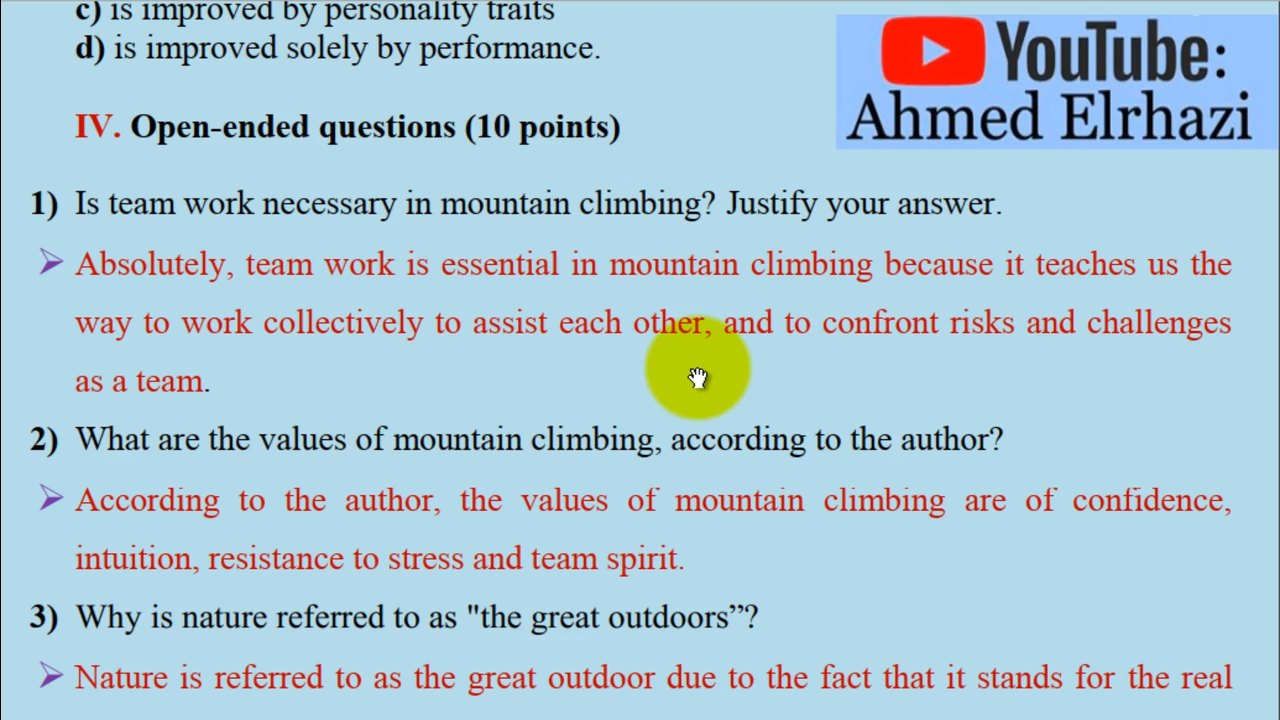 c) is improved by personality traits
d) is improved solely by performance.
YouTube:
Ahmed Elrhazi
IV. Open-ended questions (10 points)
1) Is team work necessary in mountain climbing? Justify your answer.
Absolutely, team work is essential in mountain climbing because it teaches us the
way to work collectively to assist each other, and to confront risks and challenges
as a team.
2) What are the values of mountain climbing, according to the author?
According to the author, the values of mountain climbing are of confidence,
intuition, resistance to stress and team spirit.
3) Why is nature referred to as "the great outdoors”?
Nature is referred to as the great outdoor due to the fact that it stands for the real